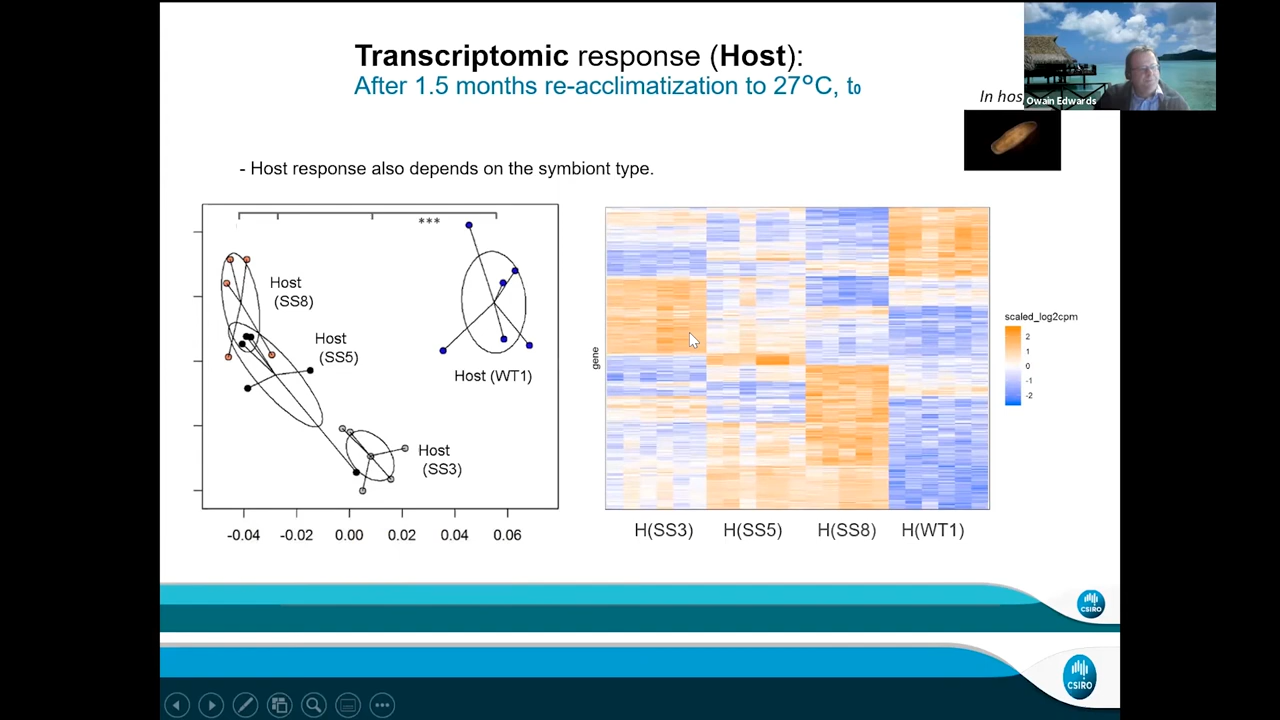 Transcriptomic response (Host):
After 1.5 months re-acclimatization to 27°C, t0
In hos
Owain Edwards
- Host response also depends on the symbiont type.
***
Host
(SS8)
Host
(SS5)
Host (WT1)
Host
(SS3)
-0.04 -0.02 0.00 0.02 0.04 0.06
gene
H(SS3) H(SS5) H(SS8) H(WT1)
scaled_log2cpm
2
1
0
-1
-2
CSIRO
CSIRO